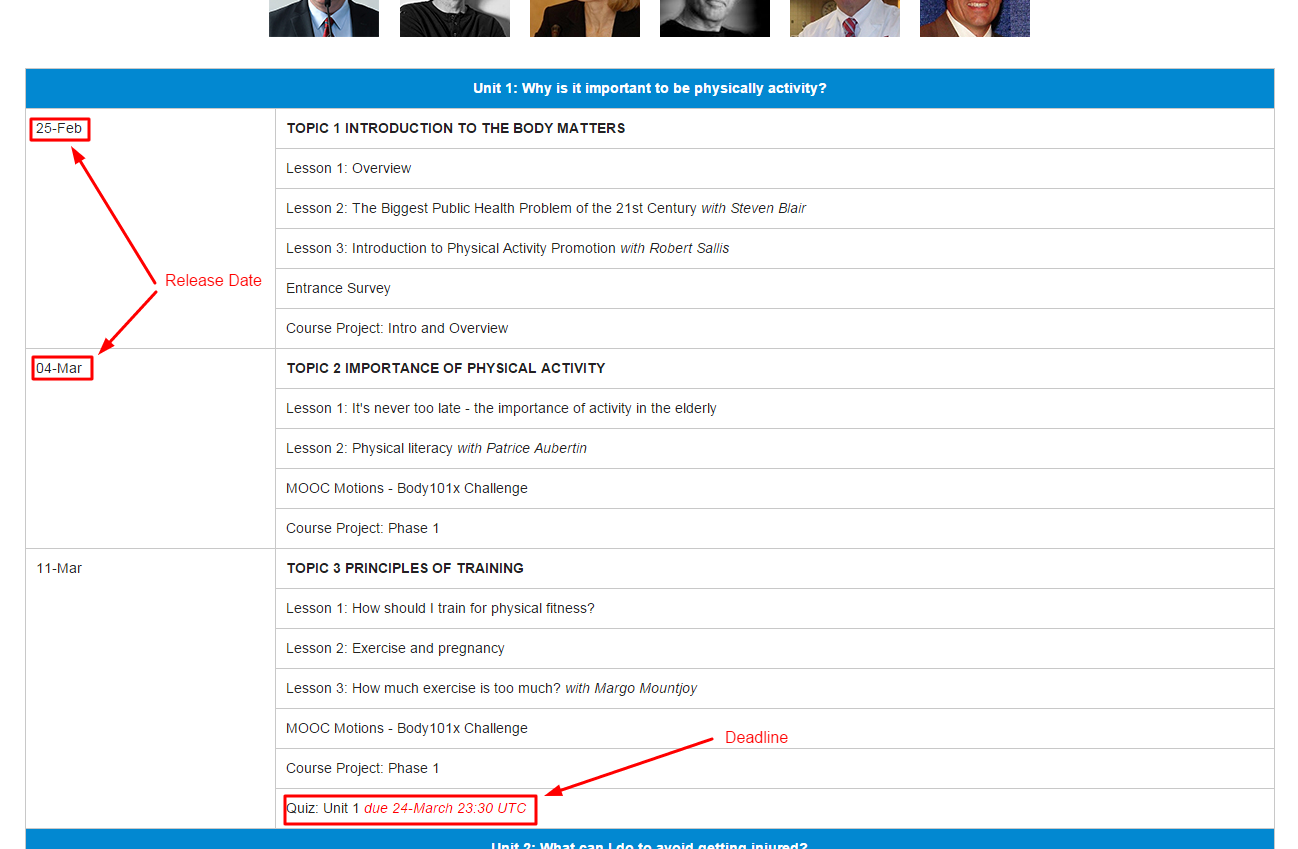 Unit 1: Why is it important to be physically activity?
25-Feb
TOPIC 1 INTRODUCTION TO THE BODY MATTERS
Lesson 1: Overview
Lesson 2: The Biggest Public Health Problem of the 21st Century with Steven Blair
Lesson 3: Introduction to Physical Activity Promotion with Robert Sallis
Release Date
Entrance Survey
Course Project: Intro and Overview
04-Mar
TOPIC 2 IMPORTANCE OF PHYSICAL ACTIVITY
Lesson 1: It's never too late - the importance of activity in the elderly
Lesson 2: Physical literacy with Patrice Aubertin
MOOC Motions - Body101x Challenge
Course Project: Phase 1
11-Mar
TOPIC 3 PRINCIPLES OF TRAINING
Lesson 1: How should I train for physical fitness?
Lesson 2: Exercise and pregnancy
Lesson 3: How much exercise is too much? with Margo Mountjoy
MOOC Motions - Body101x Challenge
Deadline
Course Project: Phase 1
Quiz: Unit 1 due 24-March 23:30 UTC
Unit 2: What can I do to avoid getting injured?